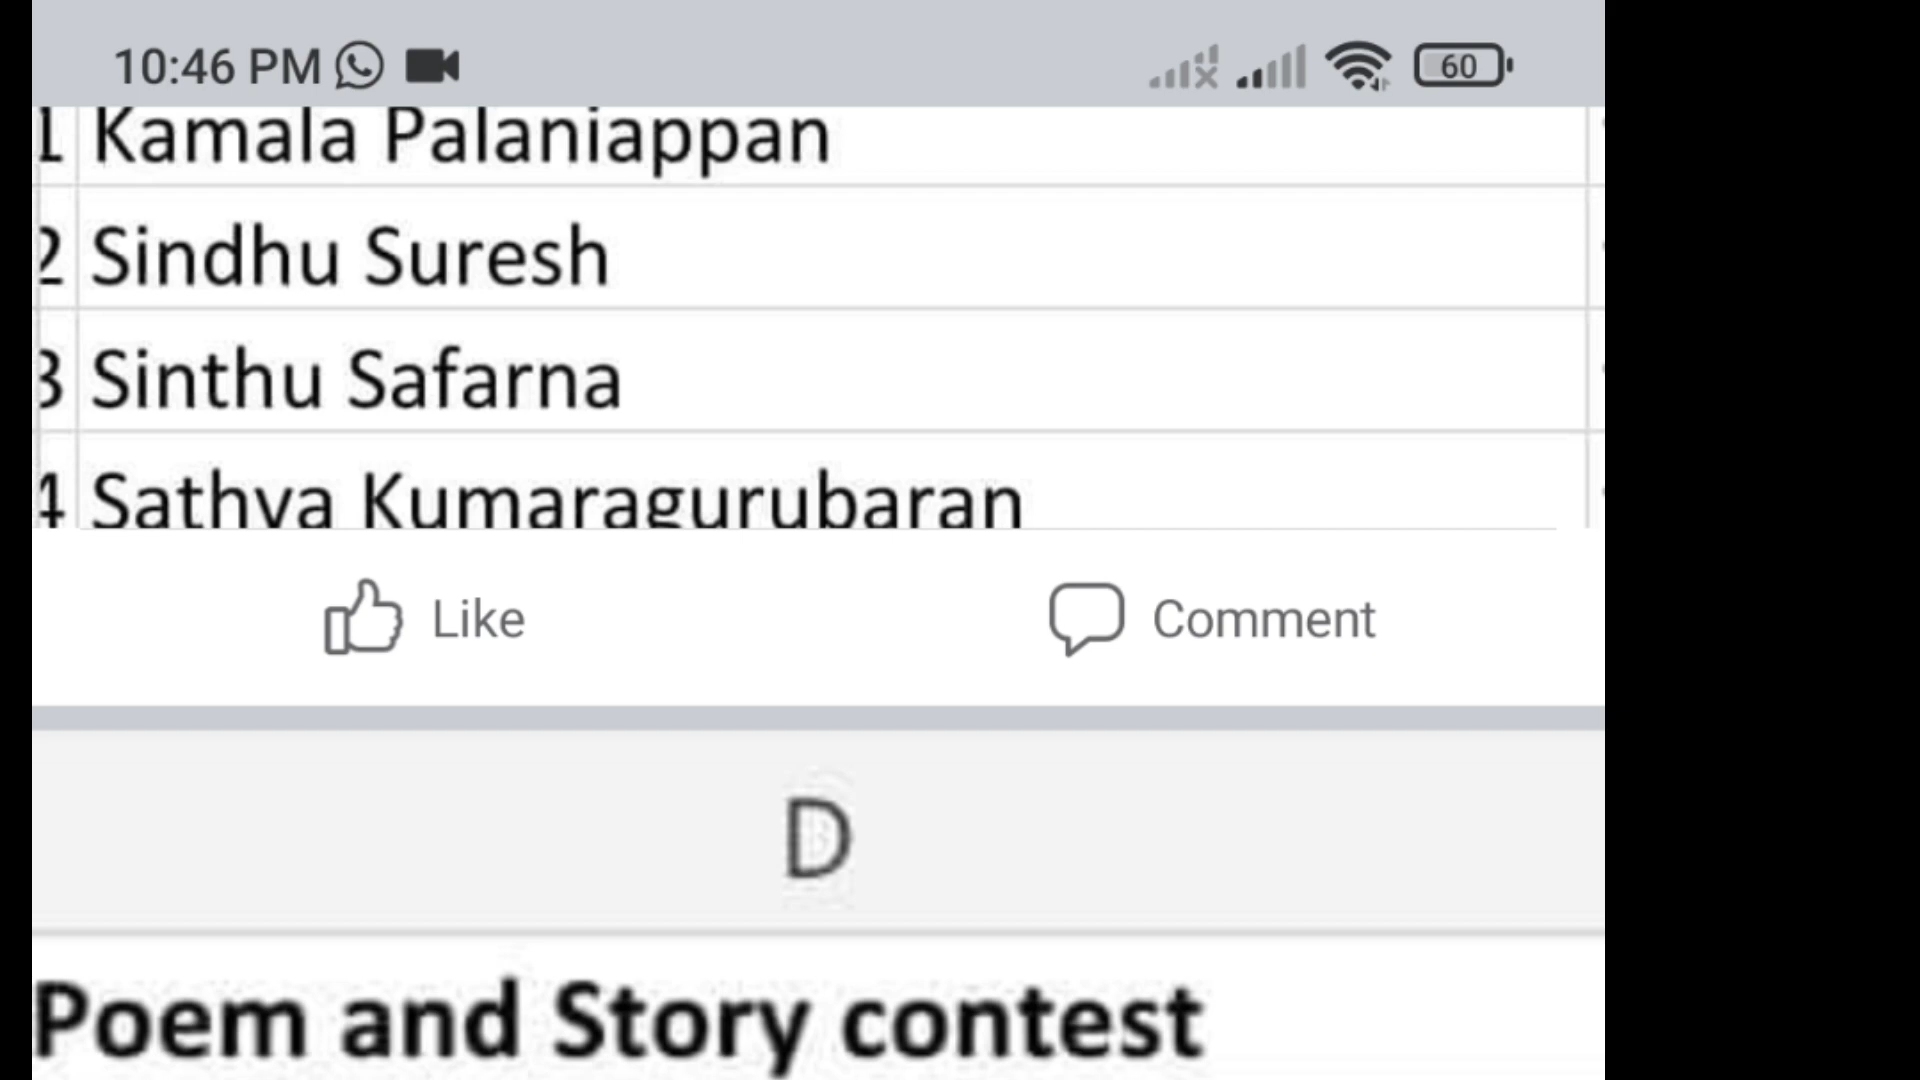 10:46 PM 60
1 Kamala Palaniappan
2 Sindhu Suresh
3 Sinthu Safarna
4 Sathya Kumaragurubaran
Like Comment
D
Poem and Story contest